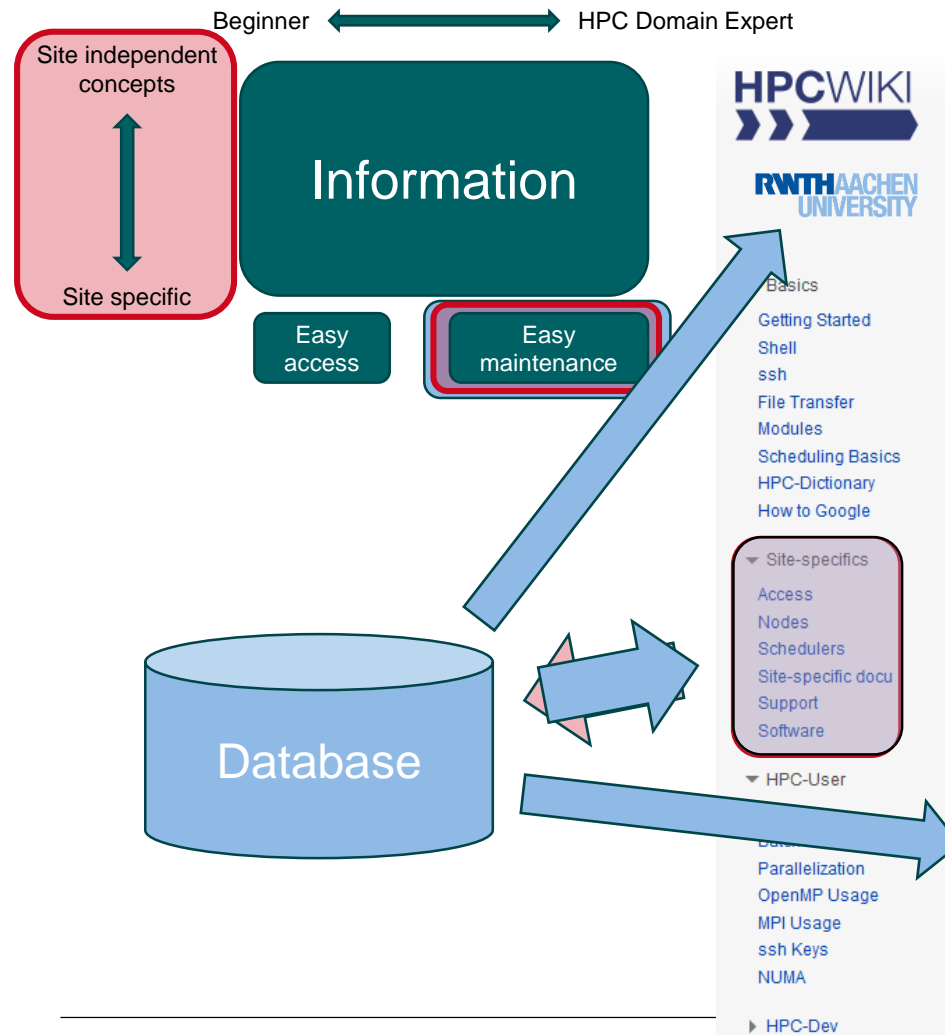 Beginner
HPC Domain Expert
Site independent
concepts
Site specific
Information
Easy
access
Easy
maintenance
Database
HPCWIKI
RWTHAACHEN
UNIVERSITY
Basics
Getting Started
Shell
ssh
File Transfer
Modules
Scheduling Basics
HPC-Dictionary
How to Google
Site-specifics
Access
Nodes
Schedulers
Site-specific docu
Support
Software
HPC-User
Parallelization
OpenMP Usage
MPI Usage
ssh Keys
NUMA
HPC-Dev